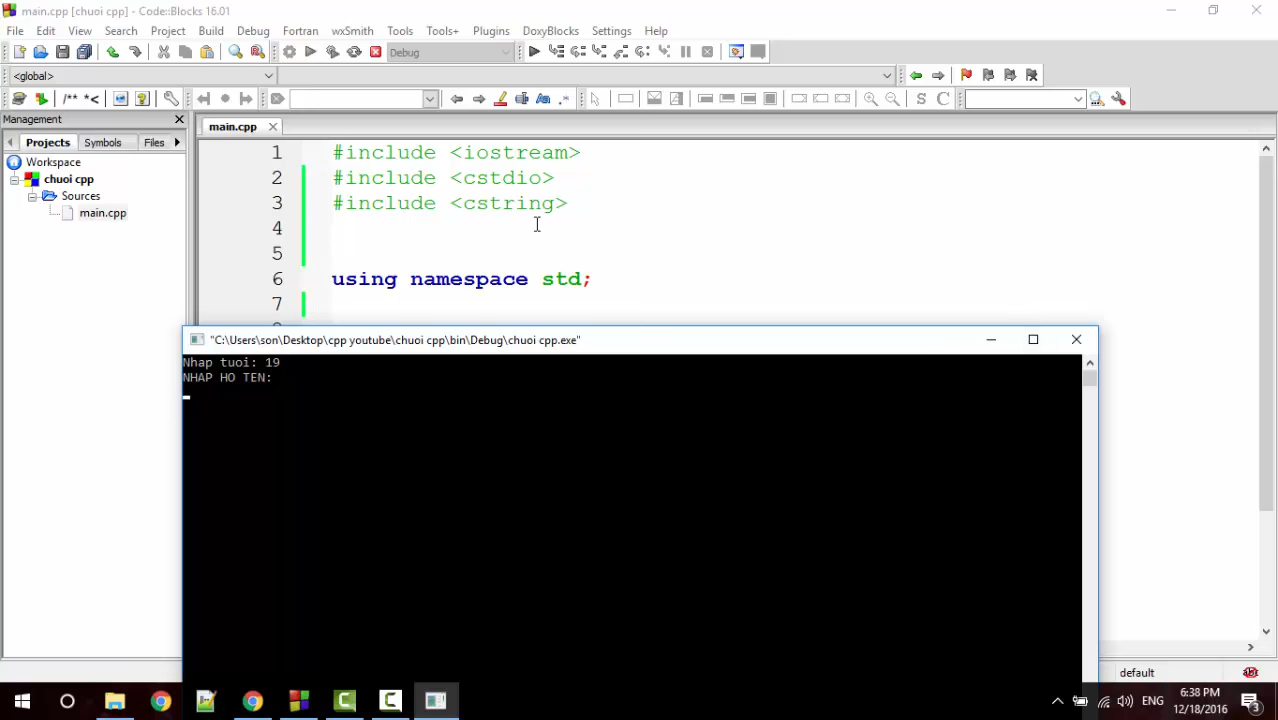 main.cpp [chuoi cpp] - Code::Blocks 16.01
File Edit View Search Project Build Debug Fortran wxSmith Tools Tools+ Plugins DoxyBlocks Settings Help
Debug
<global>
/** *< .* S C
Management
main.cpp
Projects Symbols Files
Workspace
chuoi cpp
Sources
main.cpp
1 #include <iostream>
2 #include <cstdio>
3 #include <cstring>
4
5
6 using namespace std;
7
"C:\Users\son\Desktop\cpp youtube\chuoi cpp\bin\Debug\chuoi cpp.exe"
Nhap tuoi: 19
NHAP HO TEN:
default
ENG
6:38 PM
12/18/2016
3